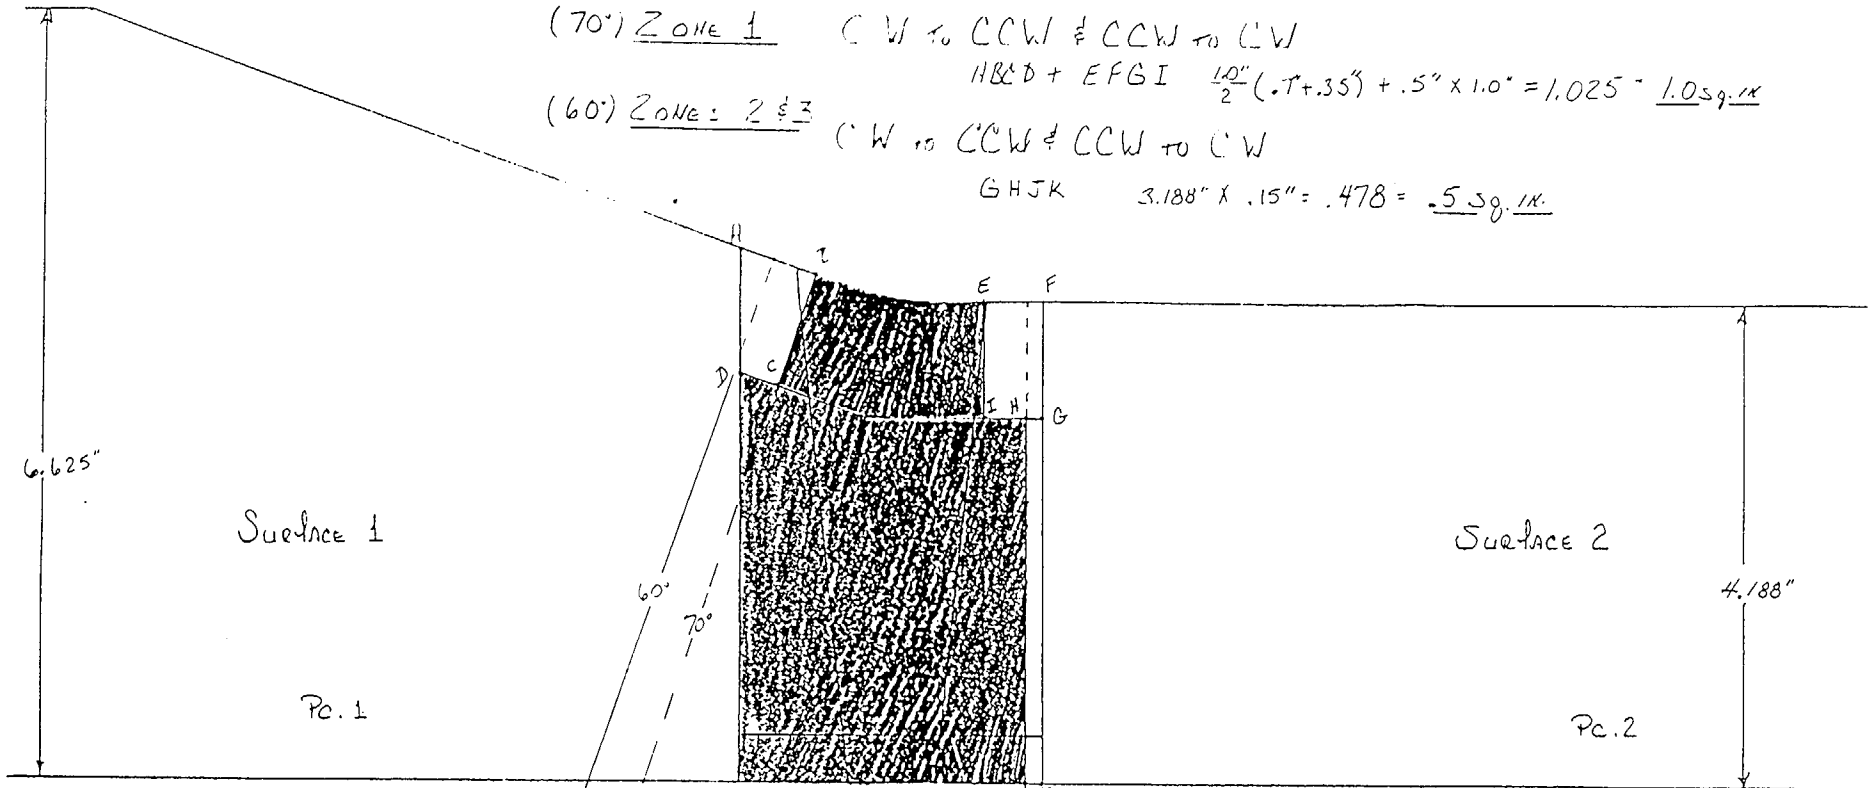 (70°) ZONE 1 CW TO CCW & CCW TO CW
ABCD + EFGI 1.0"/2 (.7+.35") + .5" X 1.0" = 1.025 = 1.0 sq. IN
(60°) ZONE: 2 & 3
CW TO CCW & CCW TO CW
GHJK 3.188" X .15" = .478 = .5 sq. IN.
A
E F
D C
I H G
6.625"
Surface 1
Surface 2
60°
70°
4.188"
Pc. 1
Pc. 2